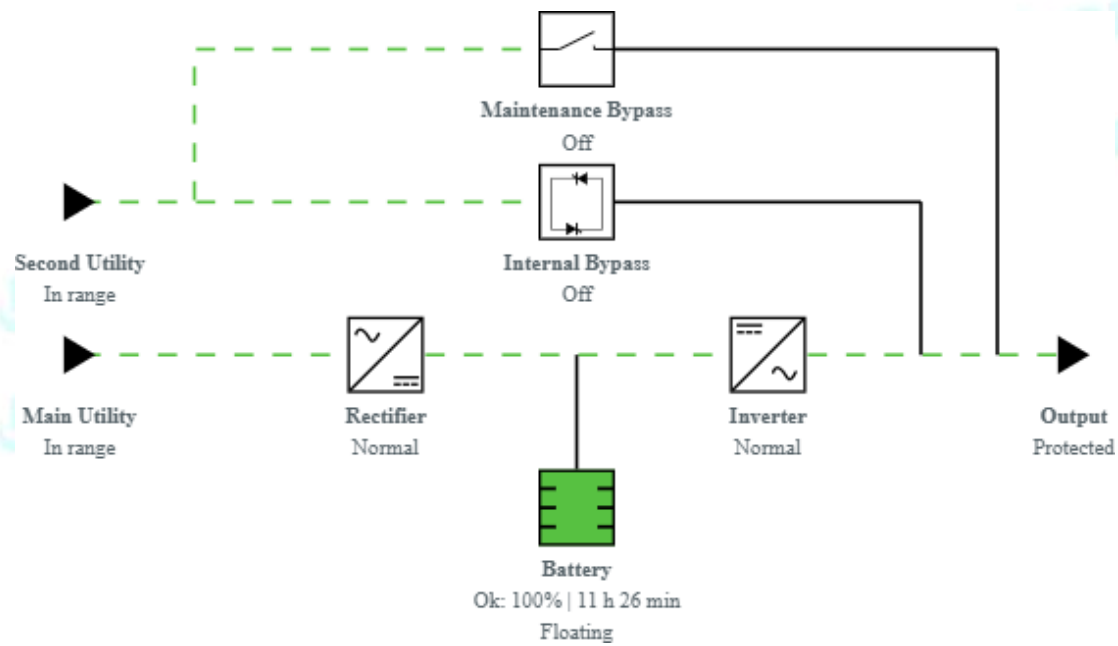 Maintenance Bypass
Off
Second Utility
In range
Internal Bypass
Off
Main Utility
In range
Rectifier
Normal
Inverter
Normal
Output
Protected
Battery
Ok: 100% | 11 h 26 min
Floating